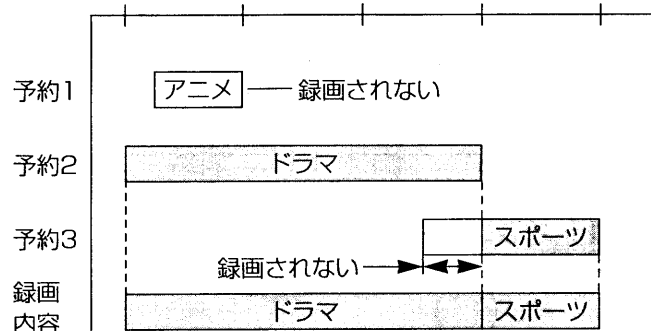 予約1
アニメ
録画されない
予約2
ドラマ
予約3
スポーツ
録画されない
録画
内容
ドラマ
スポーツ